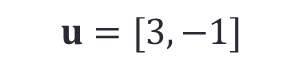 u = [3, −1]